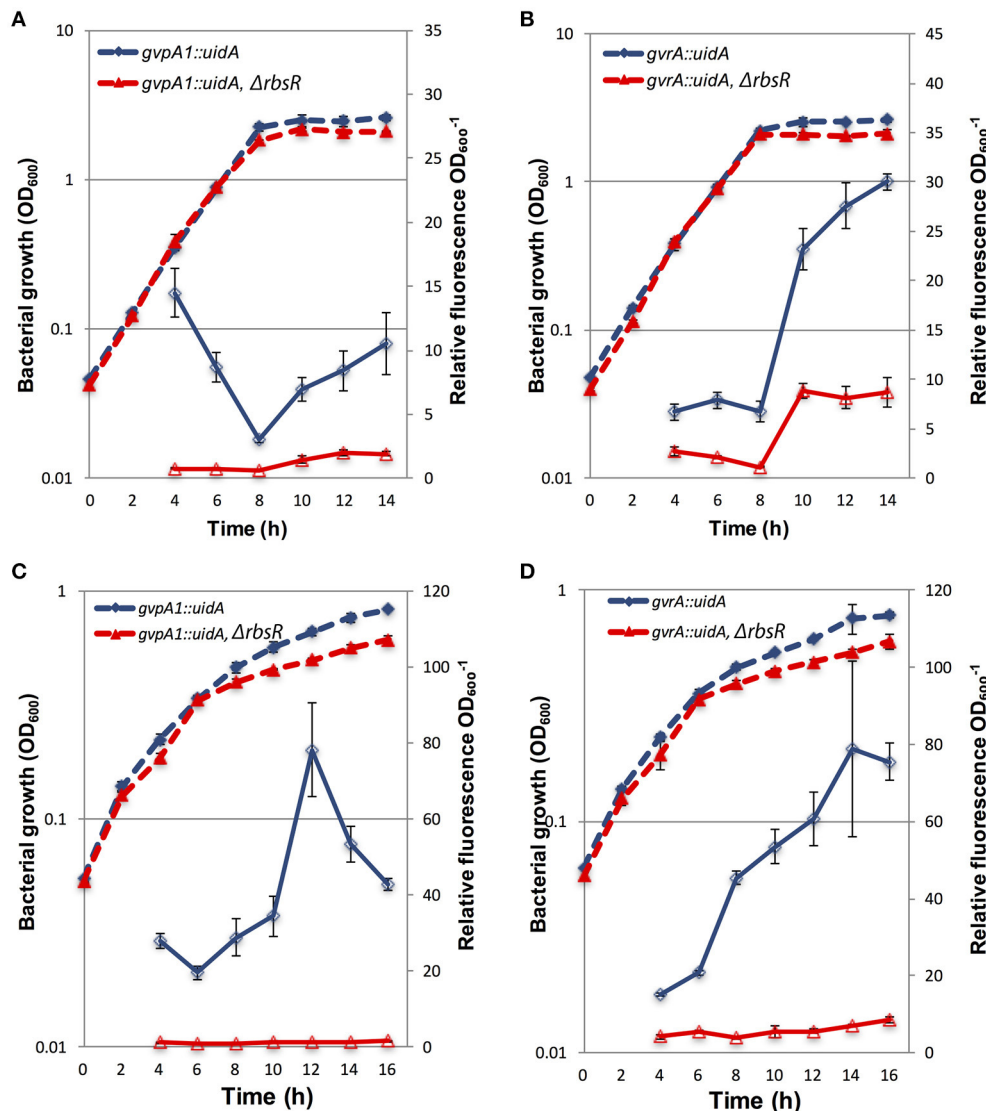 A
gvpA1::uidA
gvpA1::uidA, ΔrbsR
10
1
0.1
0.01
35
30
25
20
15
10
5
0
0 2 4 6 8 10 12 14
Bacterial growth (OD600)
Relative fluorescence OD600-1
Time (h)
B
gvrA::uidA
gvrA::uidA, ΔrbsR
10
1
0.1
0.01
45
40
35
30
25
20
15
10
5
0
0 2 4 6 8 10 12 14
Bacterial growth (OD600)
Relative fluorescence OD600-1
Time (h)
C
gvpA1::uidA
gvpA1::uidA, ΔrbsR
1
0.1
0.01
120
100
80
60
40
20
0
0 2 4 6 8 10 12 14 16
Bacterial growth (OD600)
Relative fluorescence OD600-1
Time (h)
D
gvrA::uidA
gvrA::uidA, ΔrbsR
1
0.1
0.01
120
100
80
60
40
20
0
0 2 4 6 8 10 12 14 16
Bacterial growth (OD600)
Relative fluorescence OD600-1
Time (h)